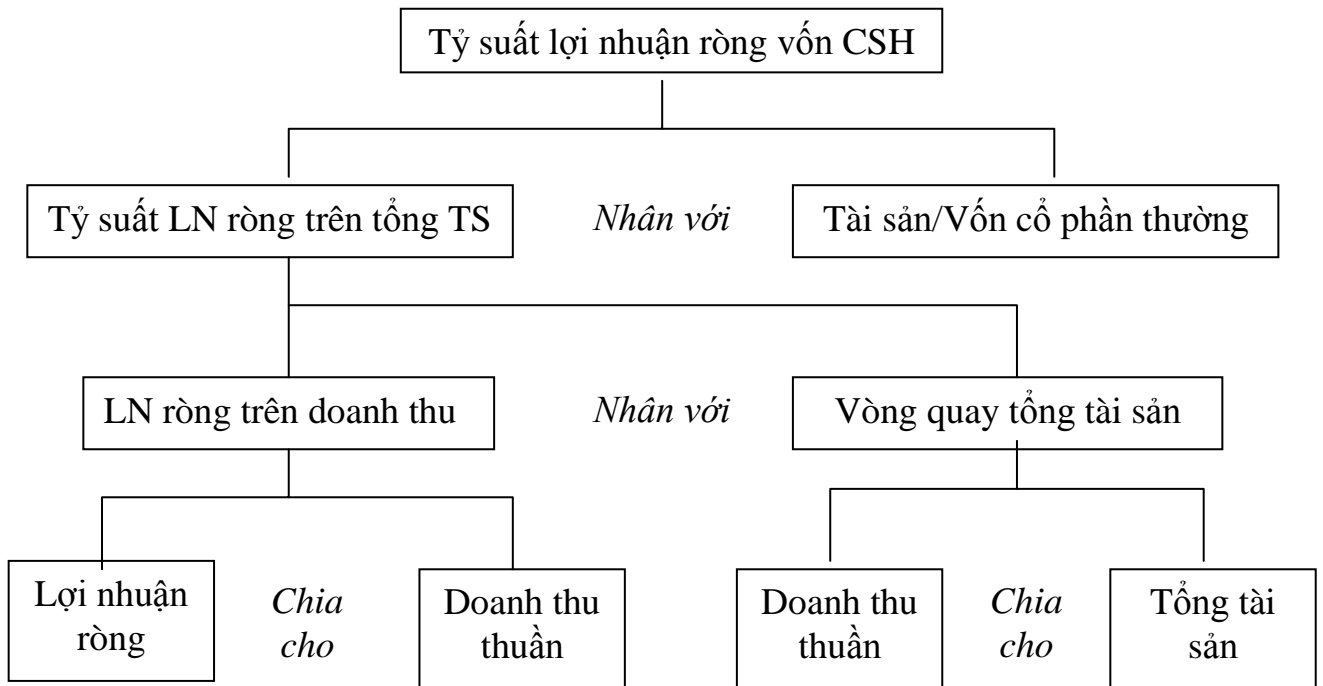 Tỷ suất lợi nhuận ròng vốn CSH
Tỷ suất LN ròng trên tổng TS
Nhân với
Tài sản/Vốn cổ phần thường
LN ròng trên doanh thu
Nhân với
Vòng quay tổng tài sản
Lợi nhuận
ròng
Chia
cho
Doanh thu
thuần
Doanh thu
thuần
Chia
cho
Tổng tài
sản